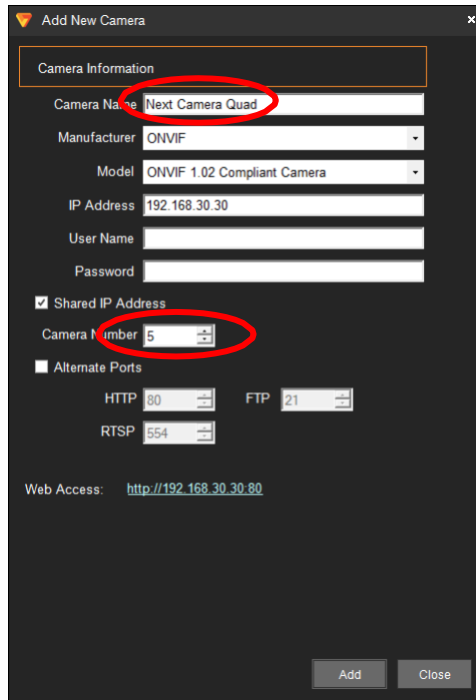 Add New Camera
Camera Information
Camera Name Next Camera Quad
Manufacturer ONVIF
Model ONVIF 1.02 Compliant Camera
IP Address 192.168.30.30
User Name
Password
Shared IP Address
Camera Number 5
Alternate Ports
HTTP 80 FTP 21
RTSP 554
Web Access: http://192.168.30.30:80
Add Close